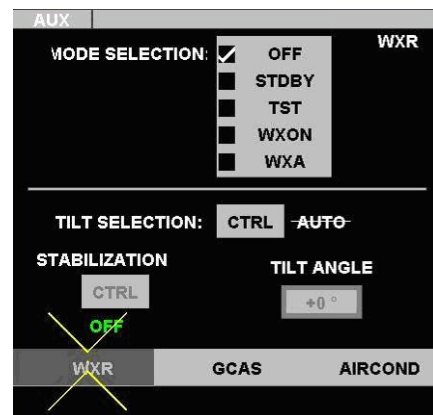 AUX
MODE SELECTION: OFF WXR
STDBY
TST
WXON
WXA
TILT SELECTION: CTRL AUTO
STABILIZATION
TILT ANGLE
CTRL
+0 °
OFF
WXR GCAS AIRCOND